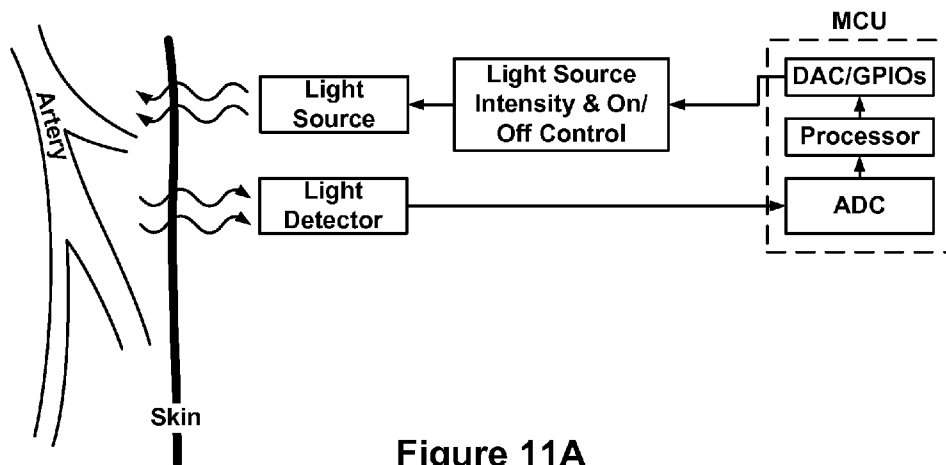 MCU
Artery
Light
Source
Light Source
Intensity & On/
Off Control
DAC/GPIOs
Processor
Light
Detector
ADC
Skin
Figure 11A